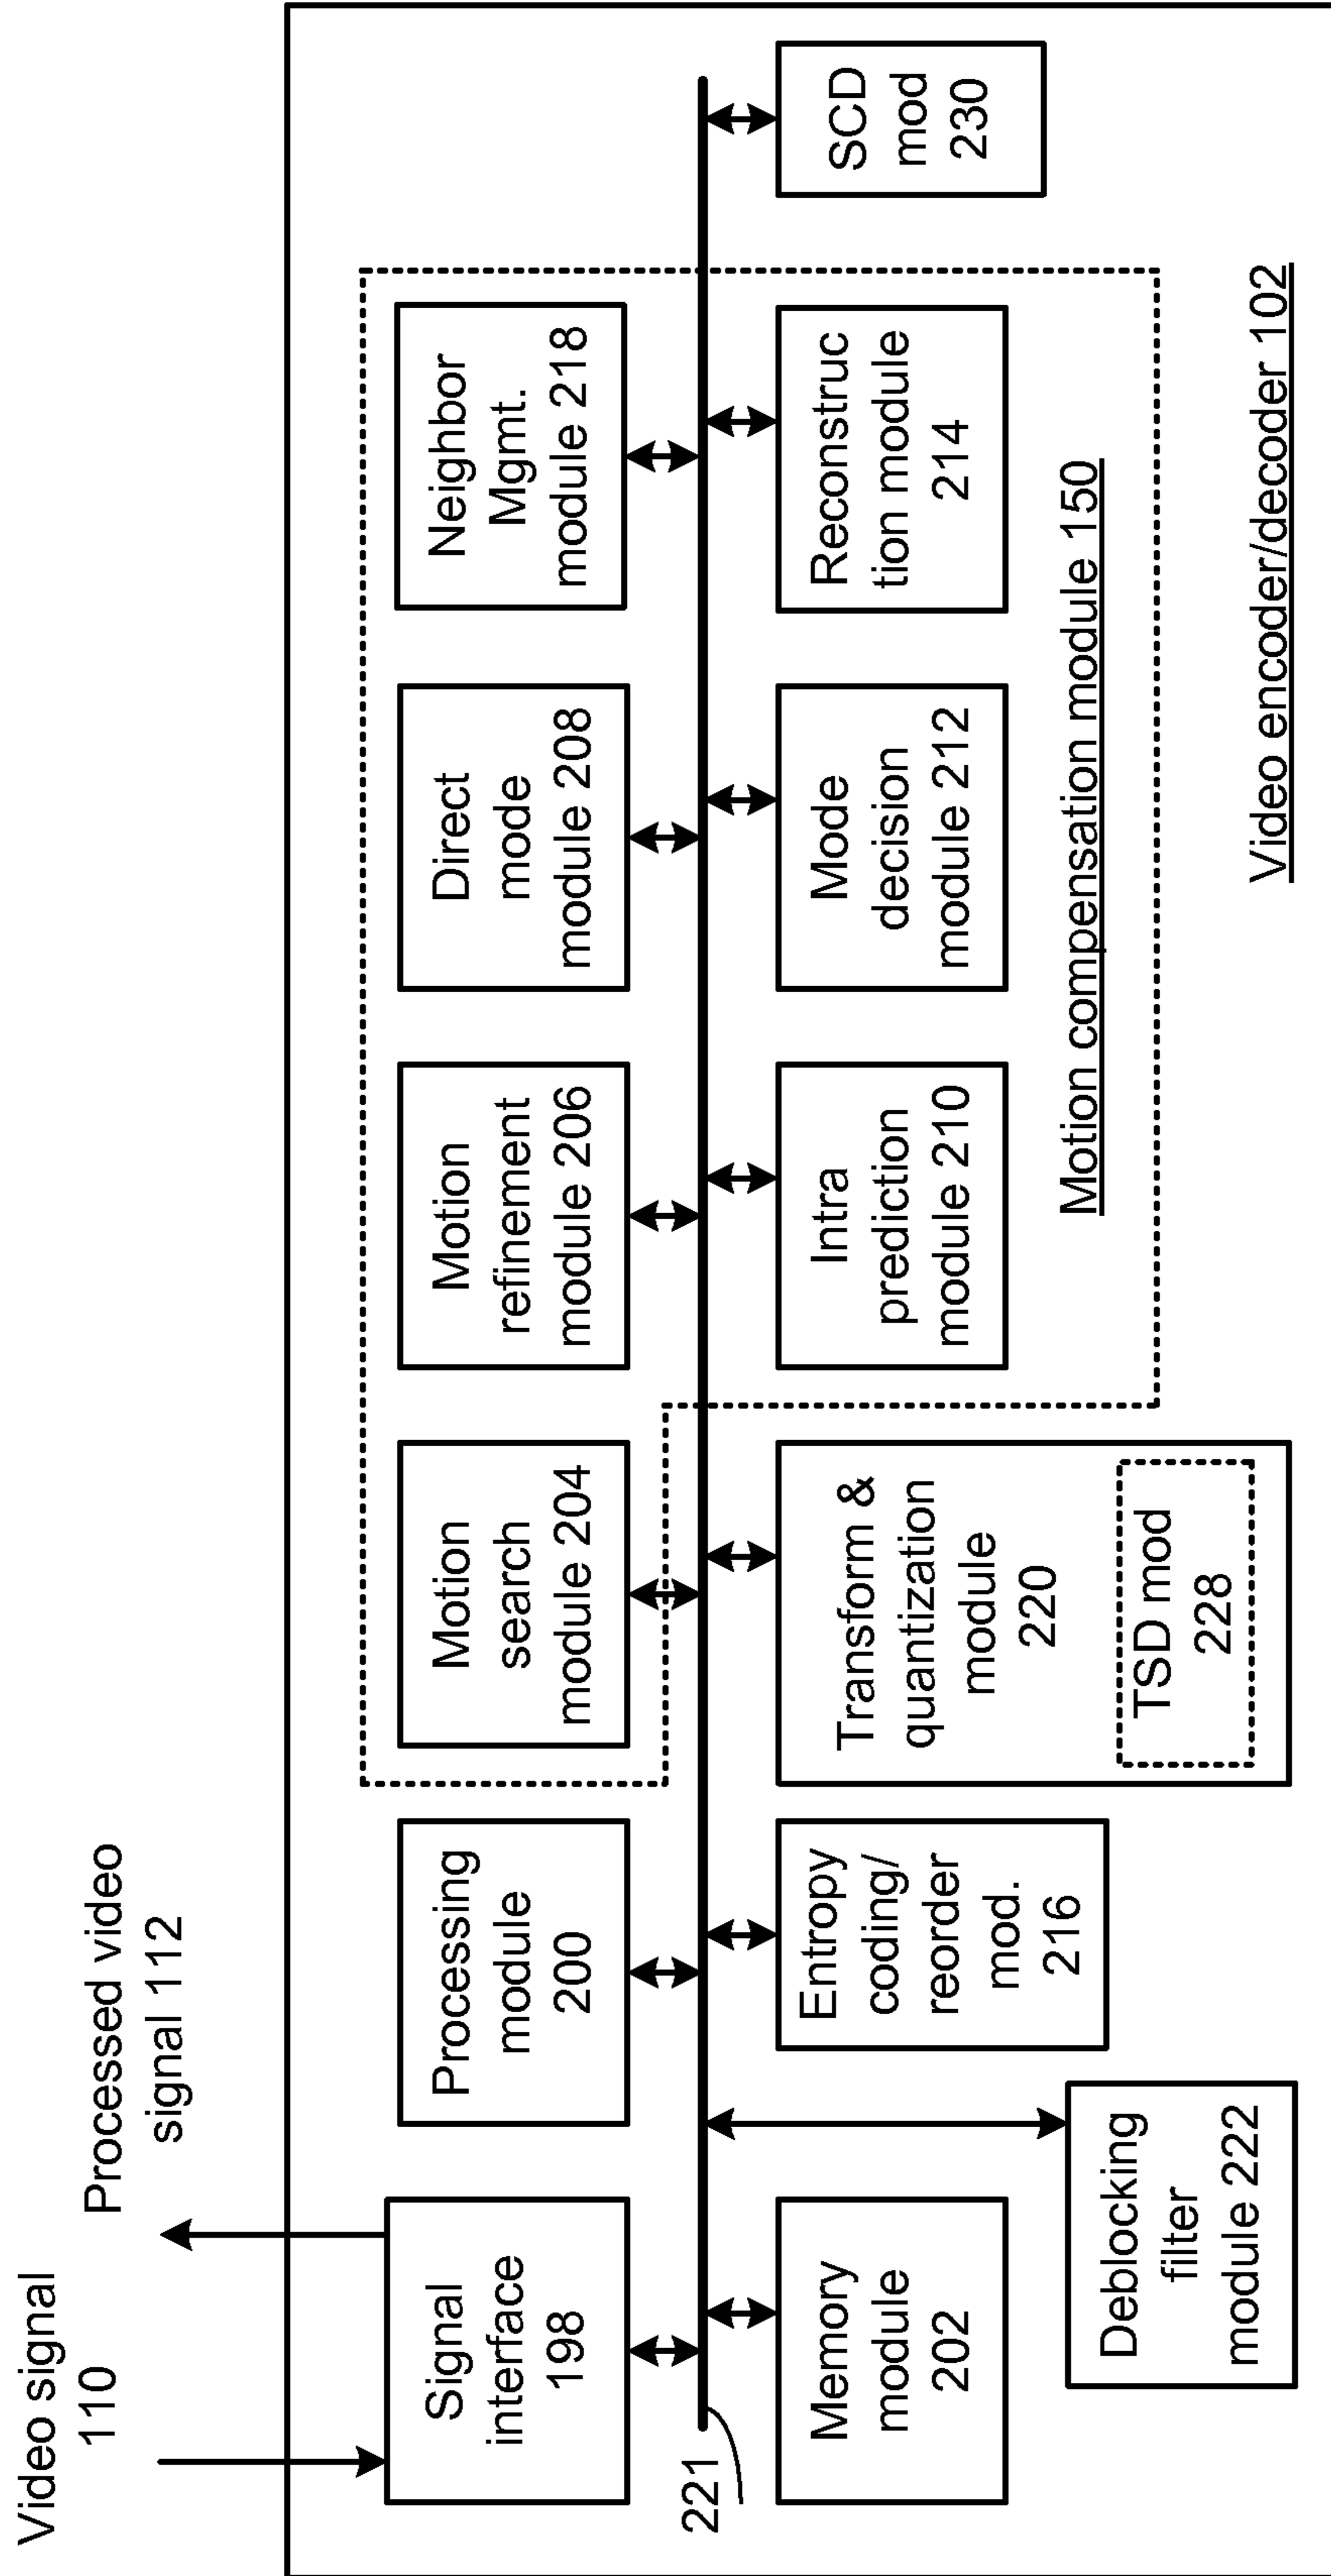 Video signal
110
Processed video
signal 112
Signal
interface
198
Processing
module
200
Motion
search
module 204
Motion
refinement
module 206
Direct
mode
module 208
Neighbor
Mgmt.
module 218
221
Memory
module
202
Deblocking
filter
module 222
Entropy
coding/
reorder
mod.
216
Transform &
quantization
module
220
TSD mod
228
Intra
prediction
module 210
Mode
decision
module 212
Reconstruc
tion module
214
SCD
mod
230
Motion compensation module 150
Video encoder/decoder 102